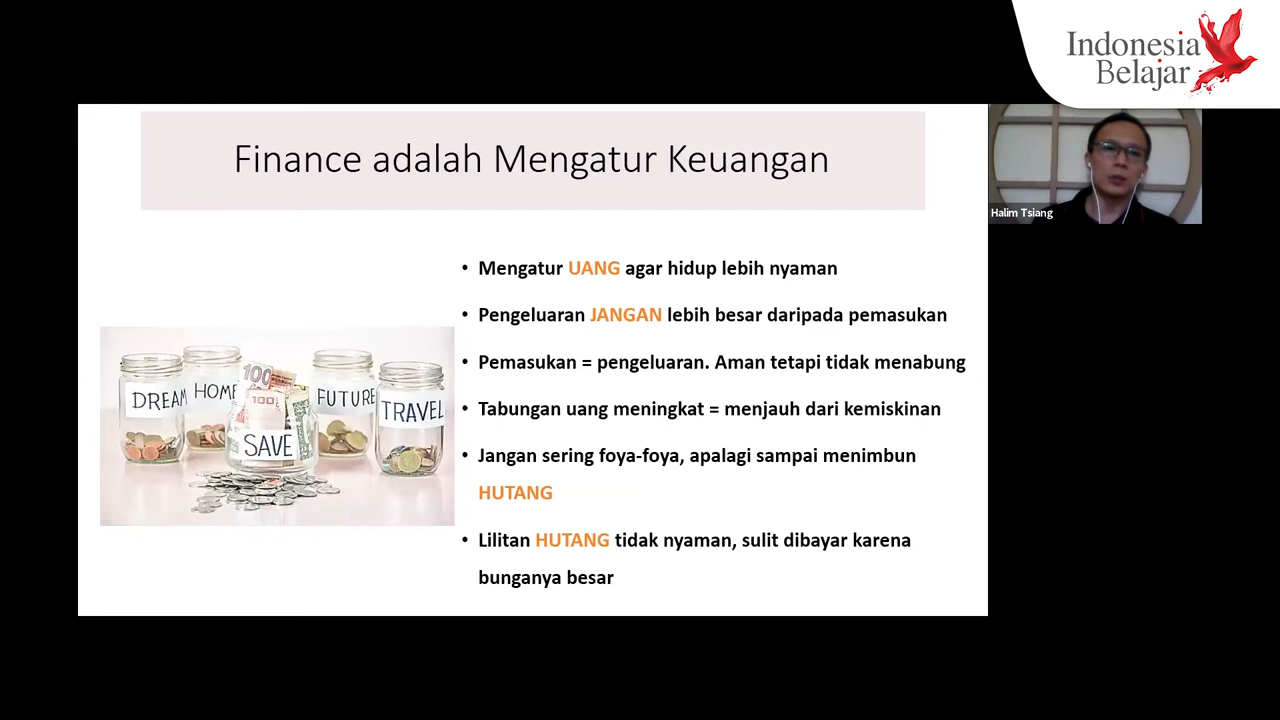 Indonesia
Belajar
Finance adalah Mengatur Keuangan
Halim Tsiang
• Mengatur UANG agar hidup lebih nyaman
• Pengeluaran JANGAN lebih besar daripada pemasukan
• Pemasukan = pengeluaran. Aman tetapi tidak menabung
• Tabungan uang meningkat = menjauh dari kemiskinan
• Jangan sering foya-foya, apalagi sampai menimbun
HUTANG
• Lilitan HUTANG tidak nyaman, sulit dibayar karena
bunganya besar
DREAM
HOME
100
100
SAVE
FUTURE
TRAVEL